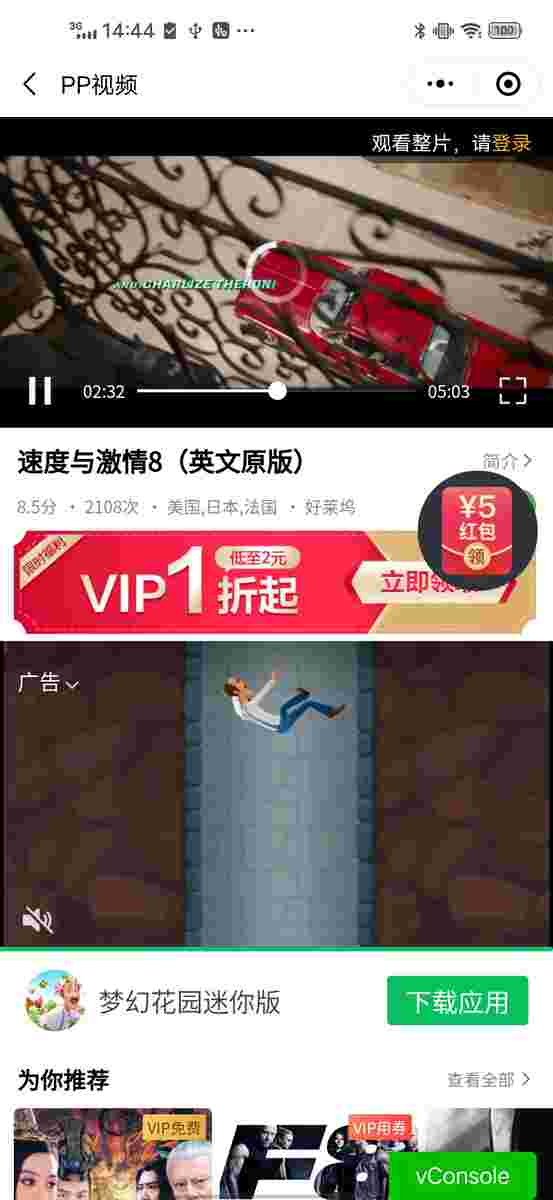 3G 14:44 100
PP视频
观看整片，请登录
AND CHARLIZE THERON
02:32
05:03
速度与激情8（英文原版）
简介
8.5分 · 2108次 · 美国,日本,法国 · 好莱坞
¥5
红包
领
限时福利
VIP1折起
低至2元
立即领
广告
梦幻花园迷你版
下载应用
为你推荐
查看全部
VIP免费
VIP用券
F8
vConsole